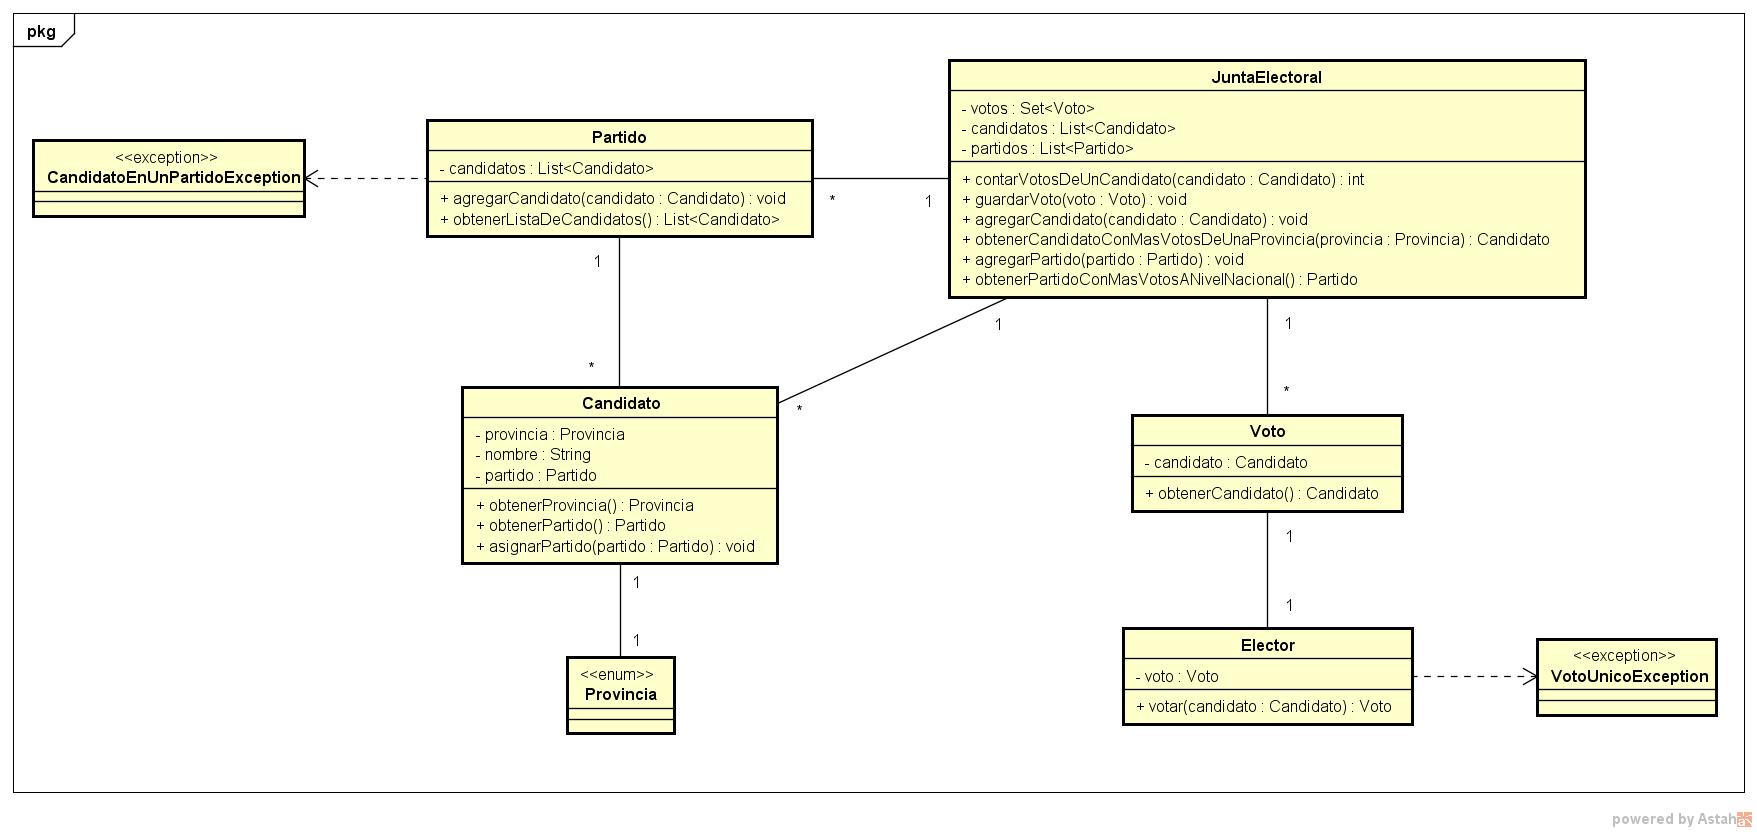 pkg
<<exception>>
CandidatoEnUnPartidoException
Partido
- candidatos : List<Candidato>
+ agregarCandidato(candidato : Candidato) : void
+ obtenerListaDeCandidatos() : List<Candidato>
*
1
JuntaElectoral
- votos : Set<Voto>
- candidatos : List<Candidato>
- partidos : List<Partido>
+ contarVotosDeUnCandidato(candidato : Candidato) : int
+ guardarVoto(voto : Voto) : void
+ agregarCandidato(candidato : Candidato) : void
+ obtenerCandidatoConMasVotosDeUnaProvincia(provincia : Provincia) : Candidato
+ agregarPartido(partido : Partido) : void
+ obtenerPartidoConMasVotosANivelNacional() : Partido
1
*
1
*
1
*
Candidato
- provincia : Provincia
- nombre : String
- partido : Partido
+ obtenerProvincia() : Provincia
+ obtenerPartido() : Partido
+ asignarPartido(partido : Partido) : void
Voto
- candidato : Candidato
+ obtenerCandidato() : Candidato
1
1
1
1
<<enum>>
Provincia
Elector
- voto : Voto
+ votar(candidato : Candidato) : Voto
<<exception>>
VotoUnicoException
powered by Astah